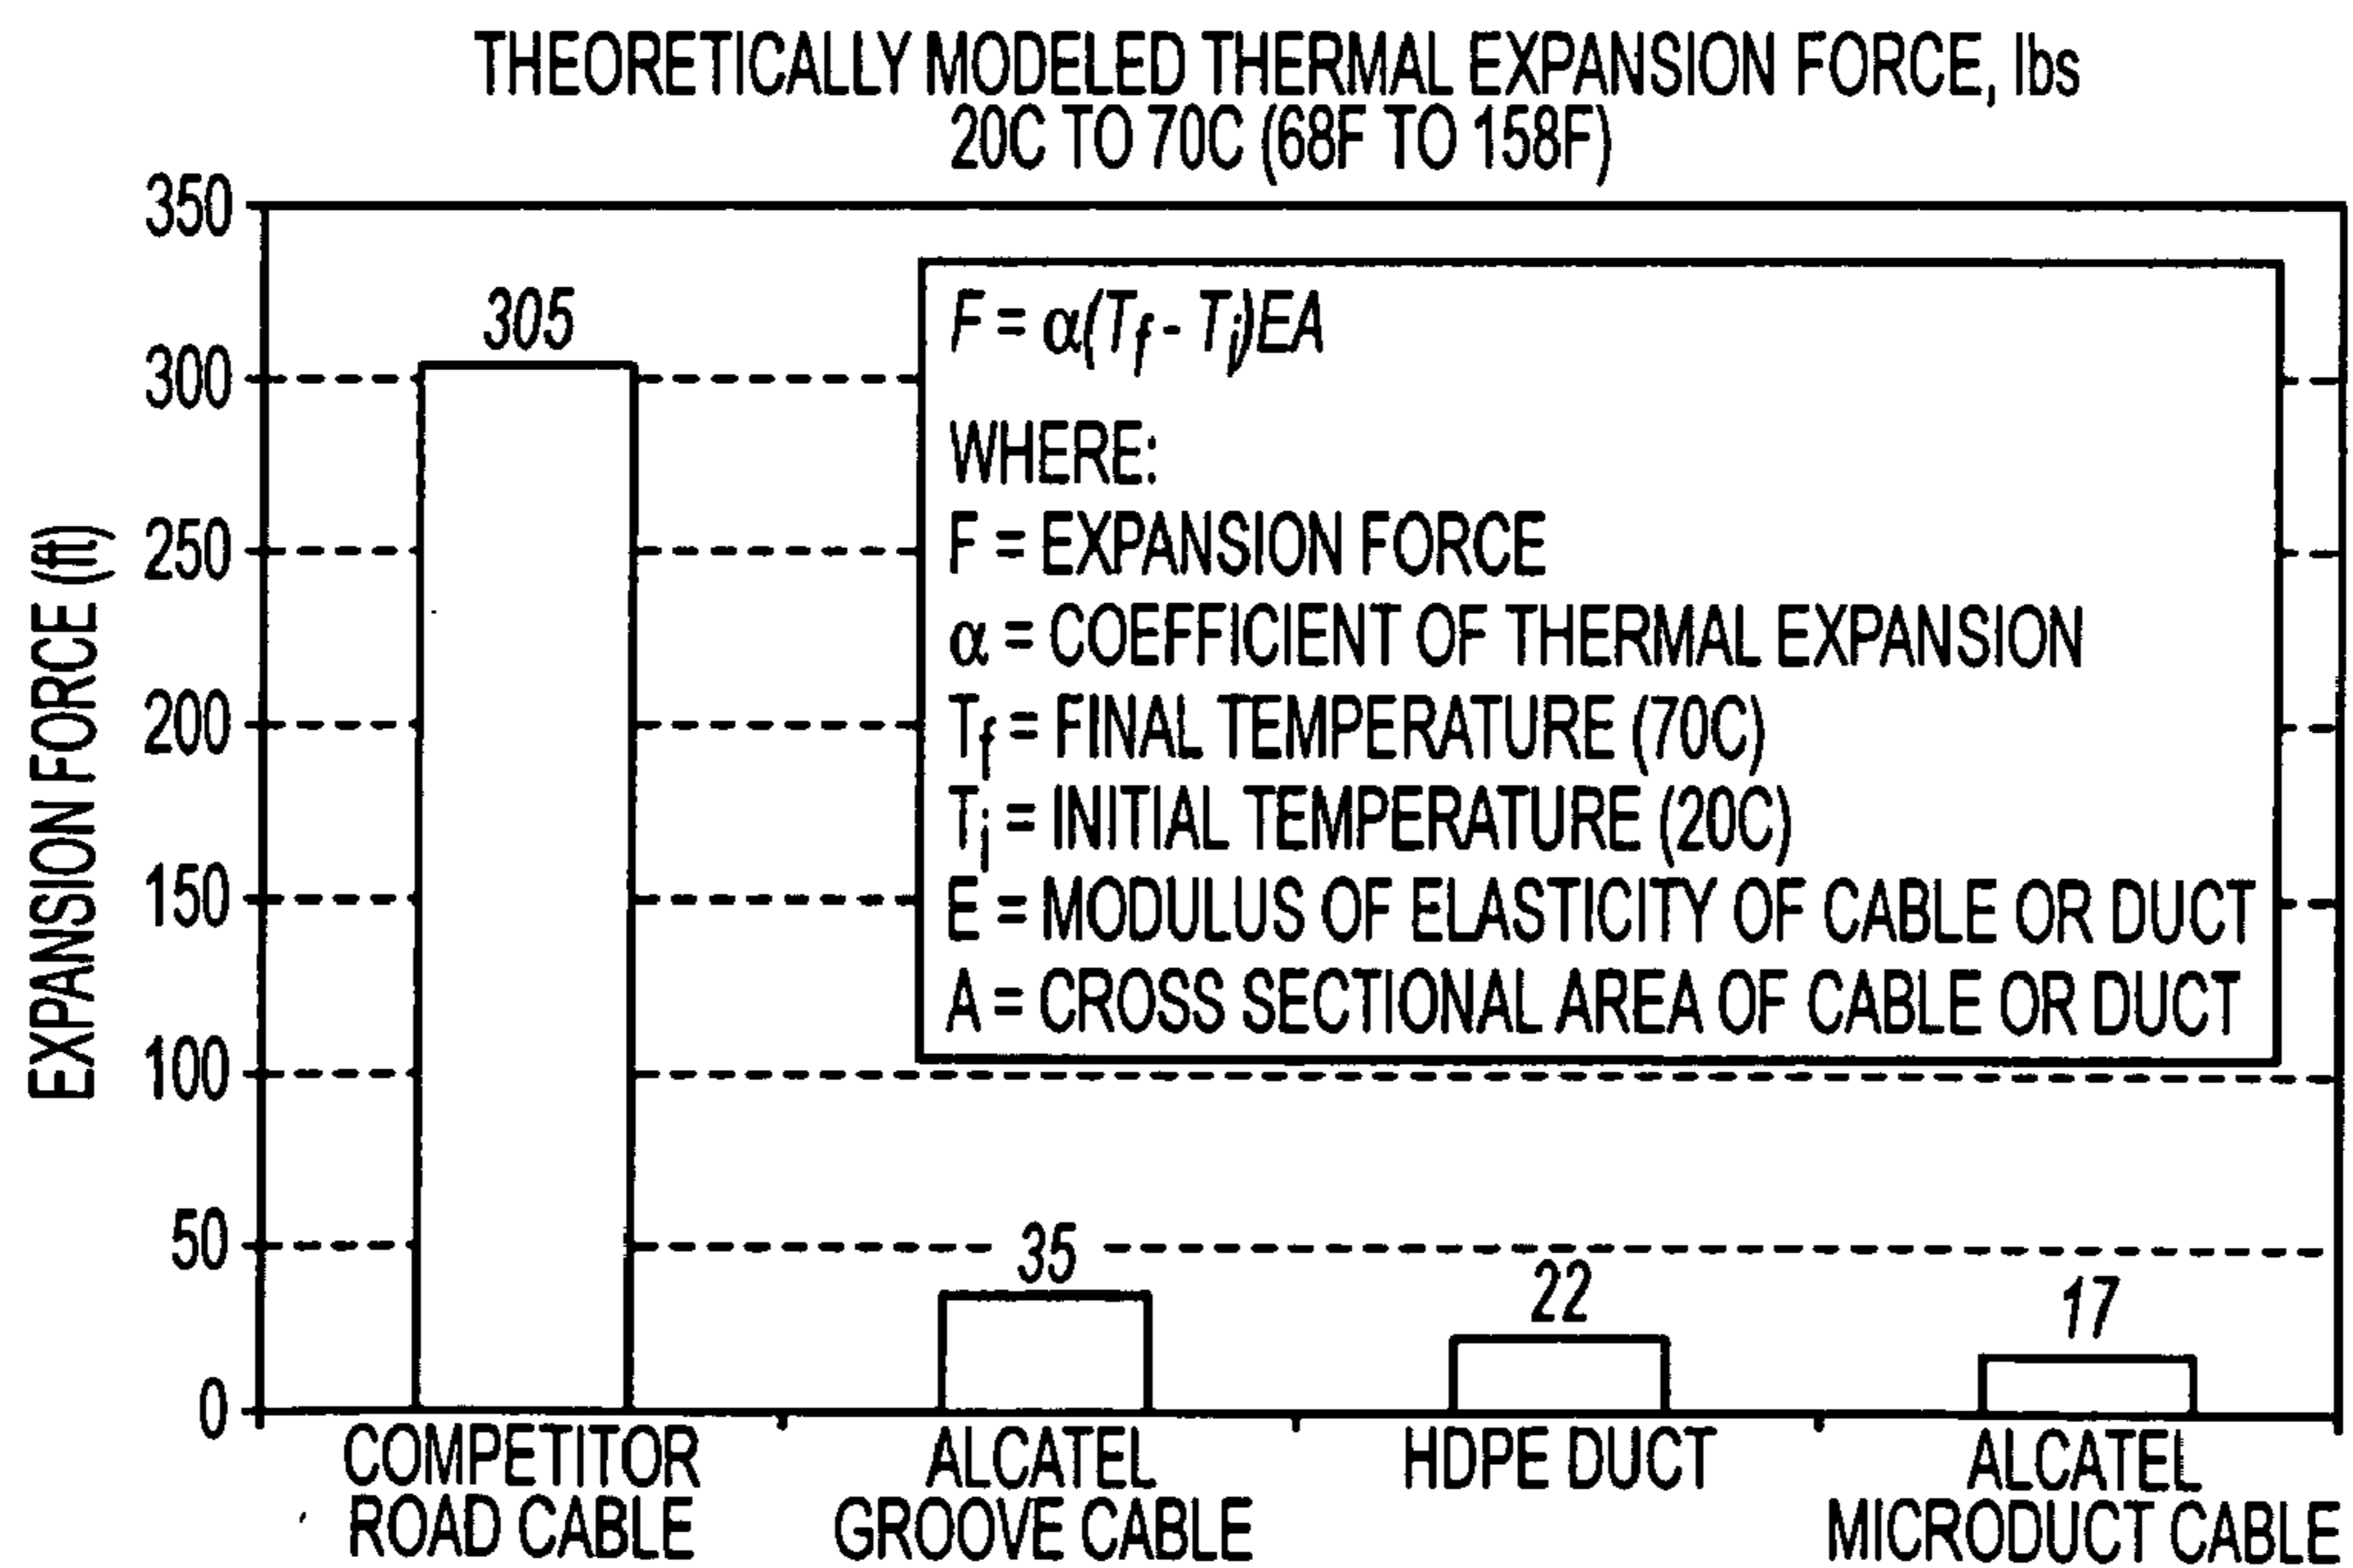 THEORETICALLY MODELED THERMAL EXPANSION FORCE, lbs
20C TO 70C (68F TO 158F)
EXPANSION FORCE (ft)
350
300
250
200
150
100
50
0
305
35
22
17
F = α(Tf - Ti)EA
WHERE:
F = EXPANSION FORCE
α = COEFFICIENT OF THERMAL EXPANSION
Tf = FINAL TEMPERATURE (70C)
Ti = INITIAL TEMPERATURE (20C)
E = MODULUS OF ELASTICITY OF CABLE OR DUCT
A = CROSS SECTIONAL AREA OF CABLE OR DUCT
COMPETITOR
ROAD CABLE
ALCATEL
GROOVE CABLE
HDPE DUCT
ALCATEL
MICRODUCT CABLE